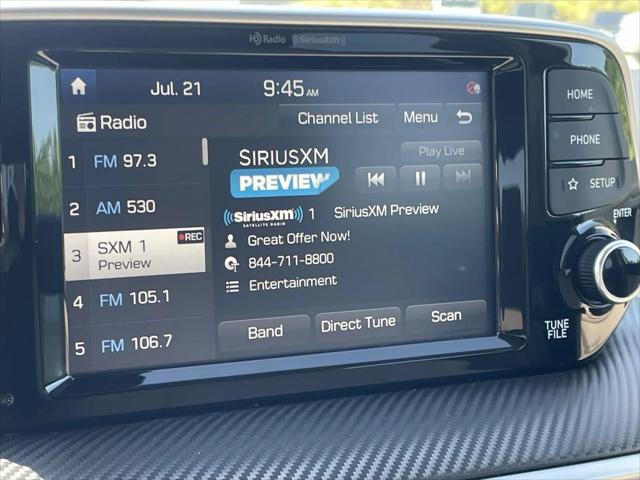 HD Radio SiriusXM
Jul. 21 9:45 AM
Radio Channel List Menu
1 FM 97.3
2 AM 530
3 SXM 1 REC
Preview
4 FM 105.1
5 FM 106.7
SIRIUSXM
PREVIEW
Play Live
SiriusXM 1 SiriusXM Preview
SATELLITE RADIO
Great Offer Now!
844-711-8800
Entertainment
Band Direct Tune Scan
HOME
PHONE
SETUP
ENTER
TUNE
FILE